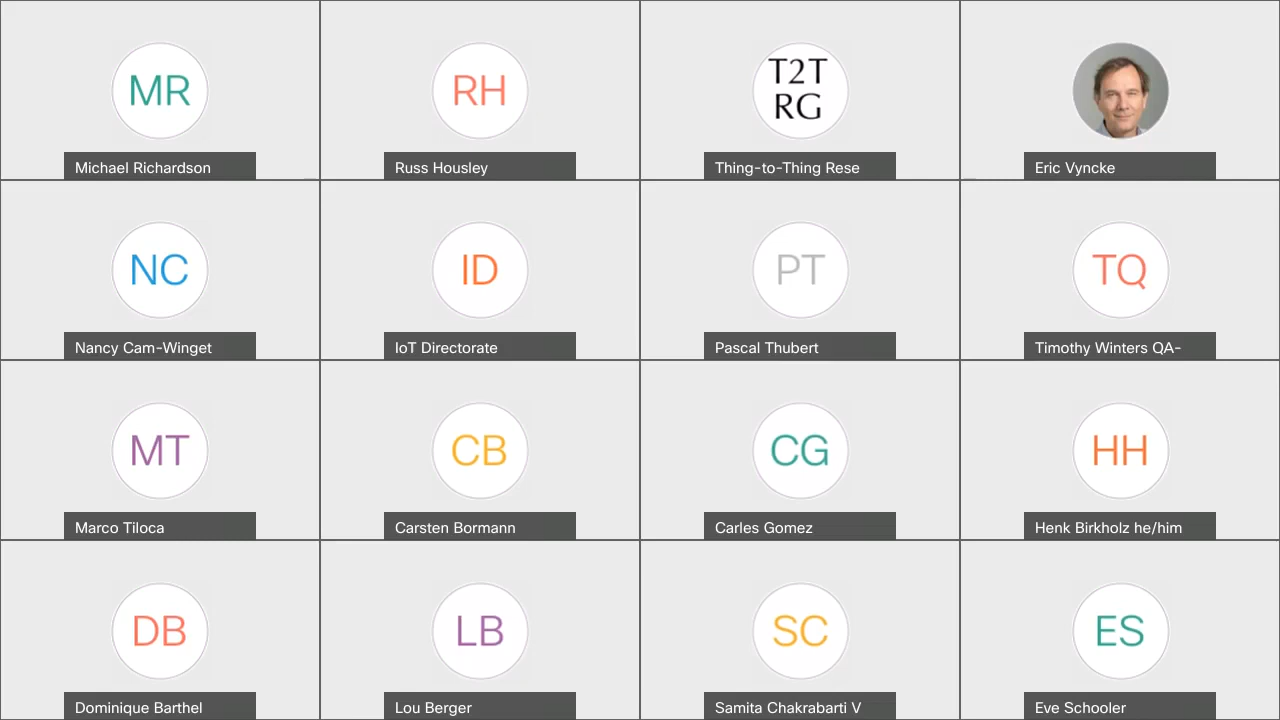 MR
Michael Richardson
RH
Russ Housley
T2T
RG
Thing-to-Thing Rese
Eric Vyncke
NC
Nancy Cam-Winget
ID
IoT Directorate
PT
Pascal Thubert
TQ
Timothy Winters QA-
MT
Marco Tiloca
CB
Carsten Bormann
CG
Carles Gomez
HH
Henk Birkholz he/him
DB
Dominique Barthel
LB
Lou Berger
SC
Samita Chakrabarti V
ES
Eve Schooler